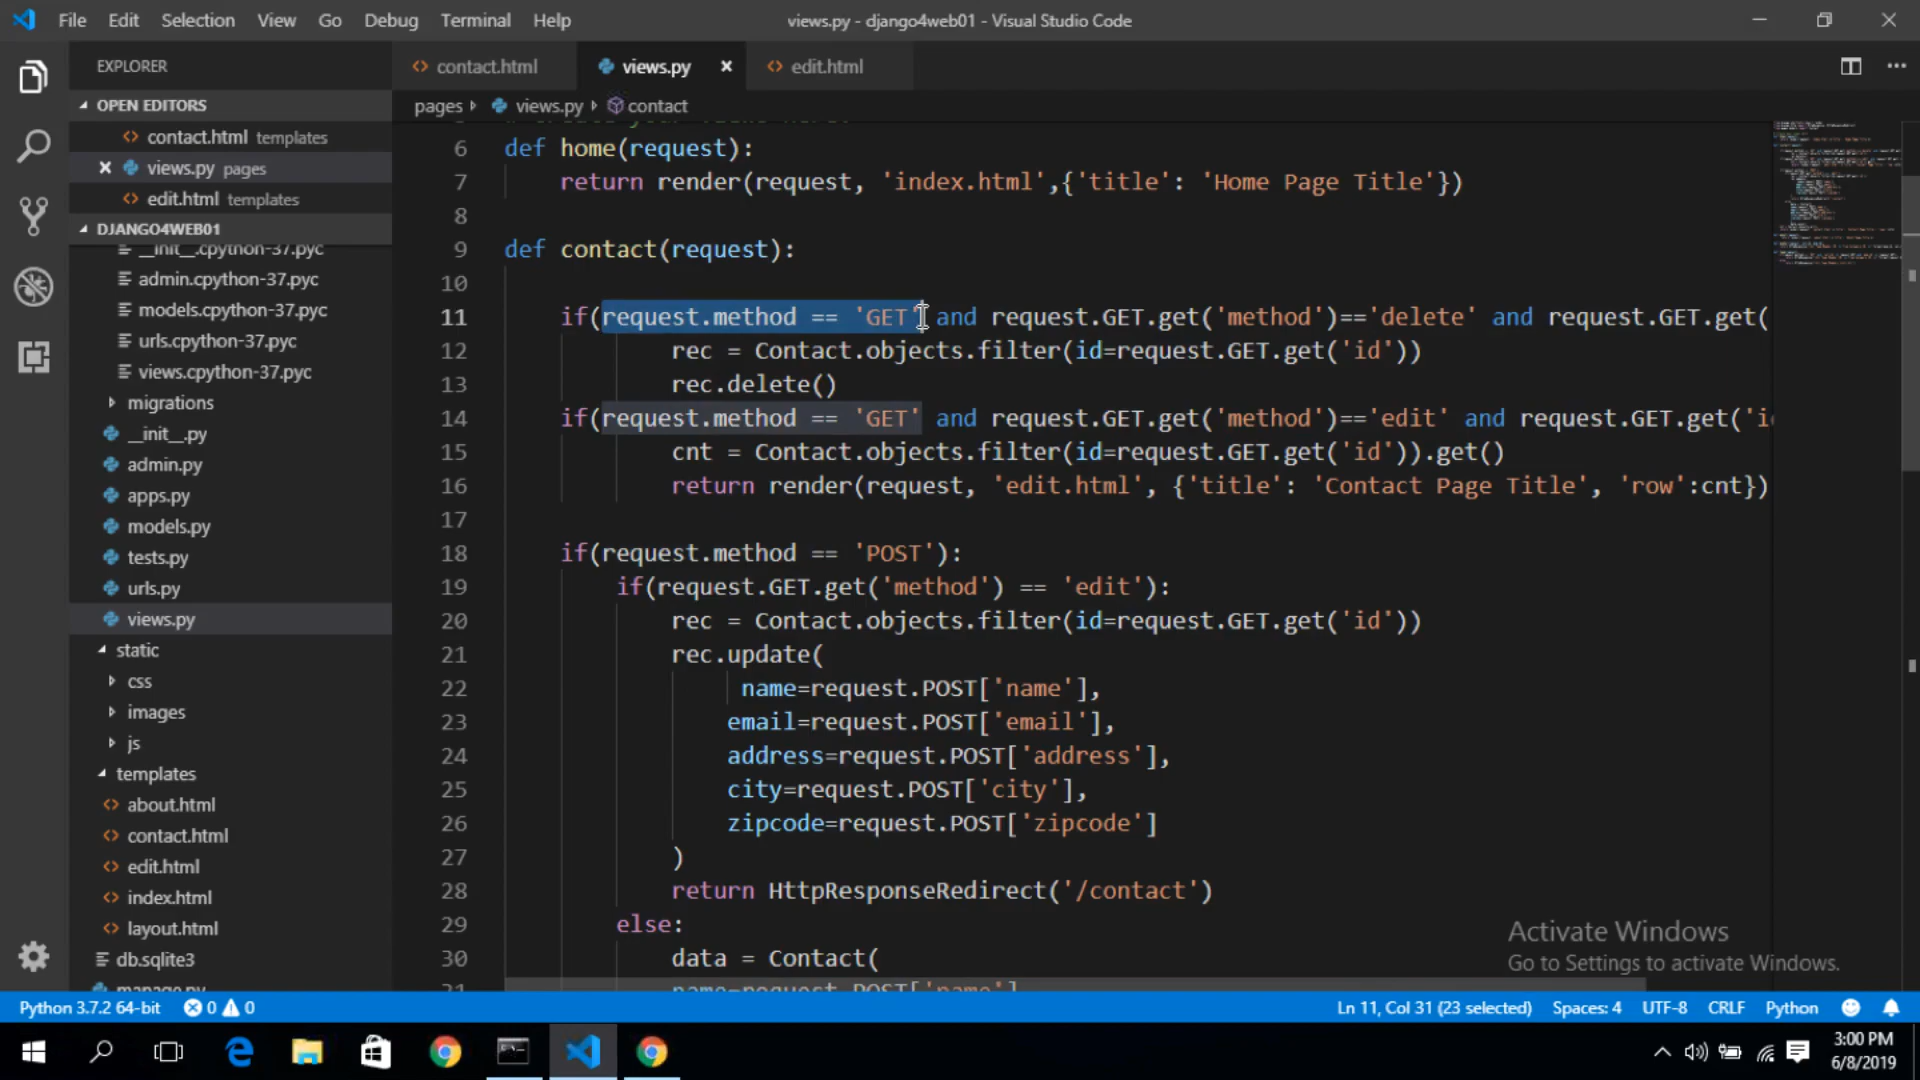 File Edit Selection View Go Debug Terminal Help
views.py - django4web01 - Visual Studio Code
EXPLORER
OPEN EDITORS
contact.html templates
views.py pages
edit.html templates
DJANGO4WEB01
__init__.cpython-37.pyc
admin.cpython-37.pyc
models.cpython-37.pyc
urls.cpython-37.pyc
views.cpython-37.pyc
migrations
__init__.py
admin.py
apps.py
models.py
tests.py
urls.py
views.py
static
css
images
js
templates
about.html
contact.html
edit.html
index.html
layout.html
db.sqlite3
manage.py
contact.html views.py edit.html
pages views.py contact
6 def home(request):
7 return render(request, 'index.html',{'title': 'Home Page Title'})
8
9 def contact(request):
10
11 if(request.method == 'GET' and request.GET.get('method')=='delete' and request.GET.get(
12 rec = Contact.objects.filter(id=request.GET.get('id'))
13 rec.delete()
14 if(request.method == 'GET' and request.GET.get('method')=='edit' and request.GET.get('i
15 cnt = Contact.objects.filter(id=request.GET.get('id')).get()
16 return render(request, 'edit.html', {'title': 'Contact Page Title', 'row':cnt})
17
18 if(request.method == 'POST'):
19 if(request.GET.get('method') == 'edit'):
20 rec = Contact.objects.filter(id=request.GET.get('id'))
21 rec.update(
22 name=request.POST['name'],
23 email=request.POST['email'],
24 address=request.POST['address'],
25 city=request.POST['city'],
26 zipcode=request.POST['zipcode']
27 )
28 return HttpResponseRedirect('/contact')
29 else:
30 data = Contact(
31 name=request.POST['name'],
Activate Windows
Go to Settings to activate Windows.
Python 3.7.2 64-bit 0 0
Ln 11, Col 31 (23 selected) Spaces: 4 UTF-8 CRLF Python
3:00 PM
6/8/2019